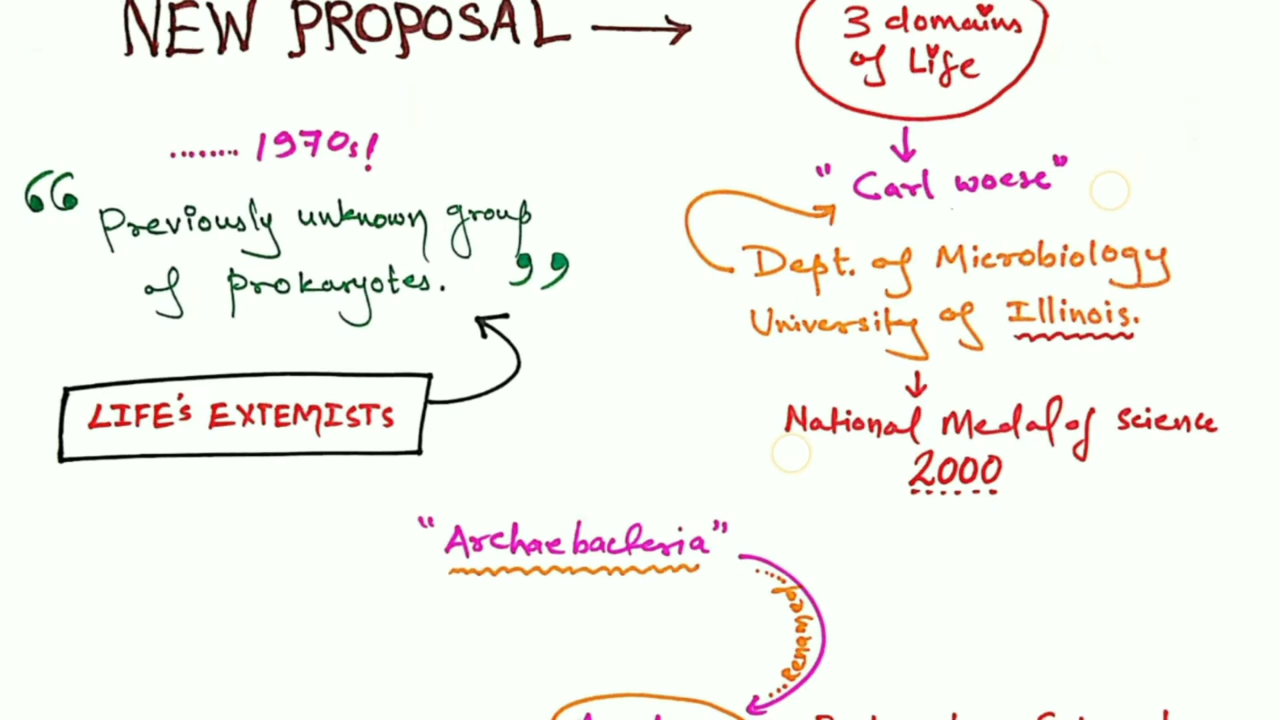 NEW PROPOSAL
3 domains
of Life
........ 1970s!
"Carl woese"
“ Previously unknown group
of prokaryotes. ”
Dept. of Microbiology
University of Illinois.
LIFE's EXTEMISTS
National Medal of Science
2000
"Archaebacteria"
...renamed...